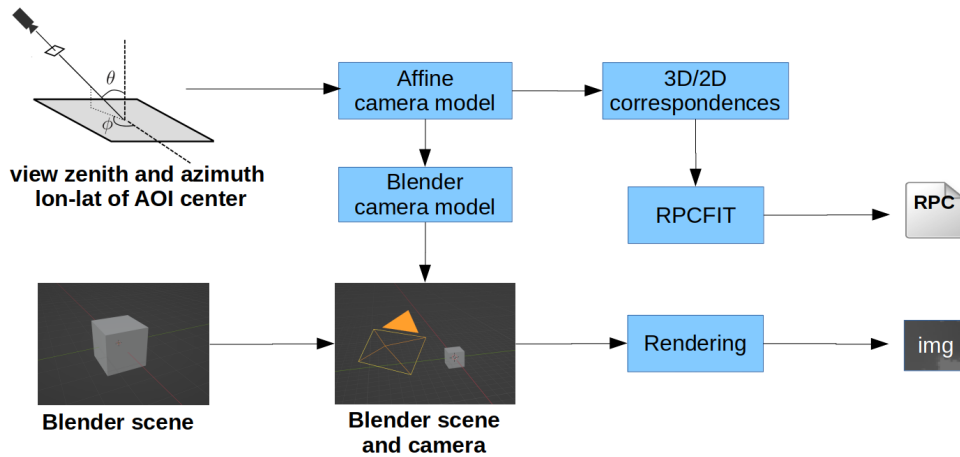 θ
ϕ
view zenith and azimuth
lon-lat of AOI center
Affine
camera model
3D/2D
correspondences
Blender
camera model
RPCFIT
RPC
Blender scene
Blender scene
and camera
Rendering
img